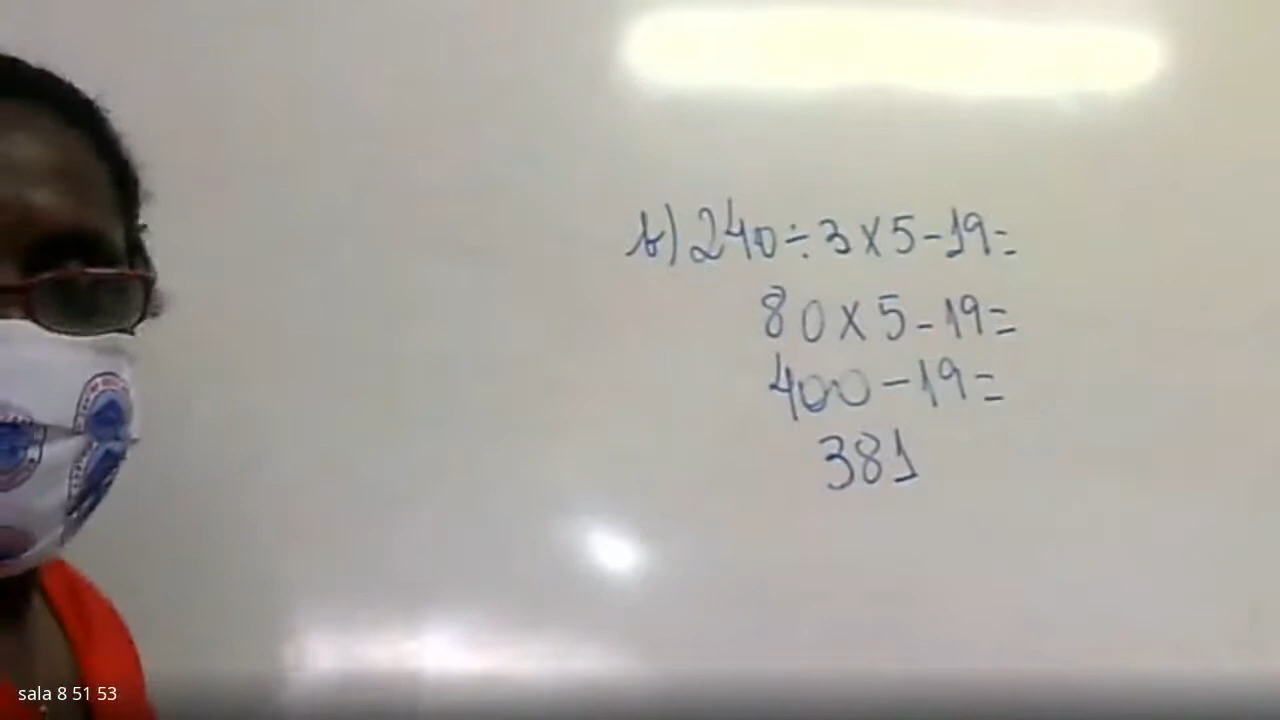 b) 240 ÷ 3 x 5 - 19 =
80 x 5 - 19 =
400 - 19 =
381
sala 8 51 53